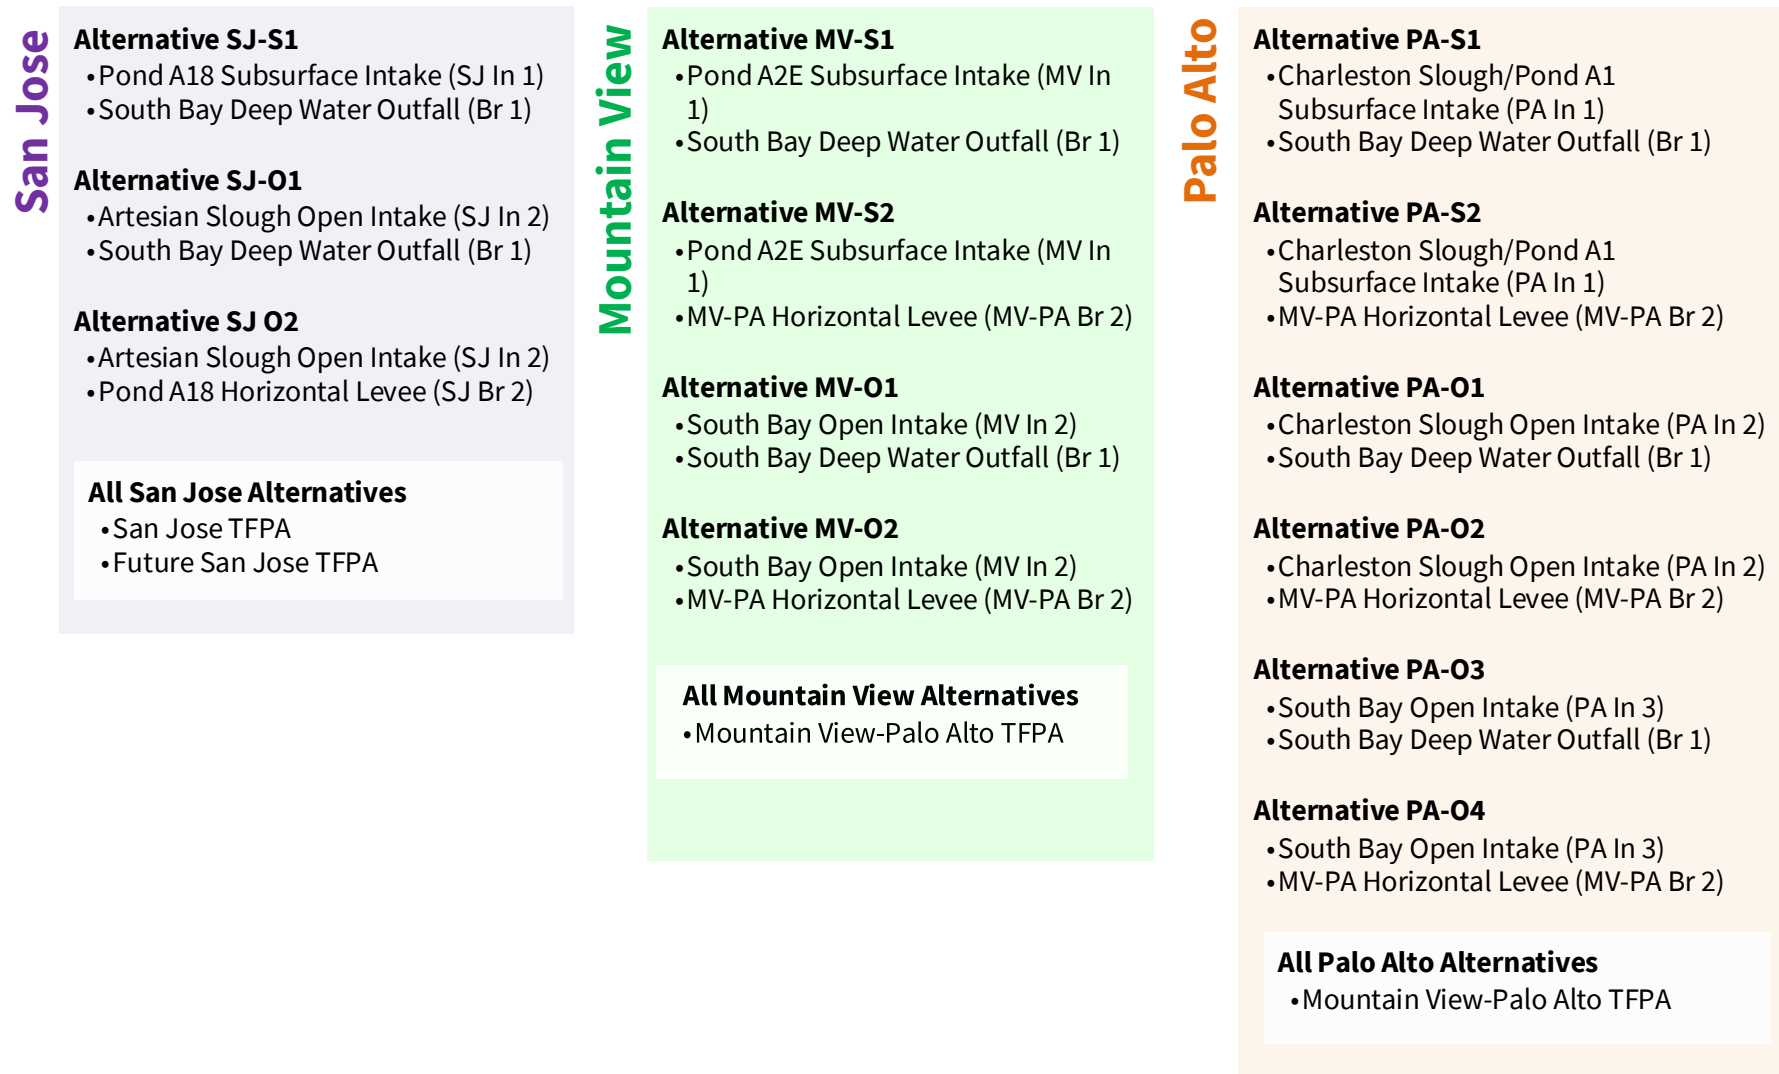 San Jose
Alternative SJ-S1
•Pond A18 Subsurface Intake (SJ In 1)
•South Bay Deep Water Outfall (Br 1)
Alternative SJ-O1
•Artesian Slough Open Intake (SJ In 2)
•South Bay Deep Water Outfall (Br 1)
Alternative SJ O2
•Artesian Slough Open Intake (SJ In 2)
•Pond A18 Horizontal Levee (SJ Br 2)
All San Jose Alternatives
•San Jose TFPA
•Future San Jose TFPA
Mountain View
Alternative MV-S1
•Pond A2E Subsurface Intake (MV In
1)
•South Bay Deep Water Outfall (Br 1)
Alternative MV-S2
•Pond A2E Subsurface Intake (MV In
1)
•MV-PA Horizontal Levee (MV-PA Br 2)
Alternative MV-O1
•South Bay Open Intake (MV In 2)
•South Bay Deep Water Outfall (Br 1)
Alternative MV-O2
•South Bay Open Intake (MV In 2)
•MV-PA Horizontal Levee (MV-PA Br 2)
All Mountain View Alternatives
•Mountain View-Palo Alto TFPA
Palo Alto
Alternative PA-S1
•Charleston Slough/Pond A1
Subsurface Intake (PA In 1)
•South Bay Deep Water Outfall (Br 1)
Alternative PA-S2
•Charleston Slough/Pond A1
Subsurface Intake (PA In 1)
•MV-PA Horizontal Levee (MV-PA Br 2)
Alternative PA-O1
•Charleston Slough Open Intake (PA In 2)
•South Bay Deep Water Outfall (Br 1)
Alternative PA-O2
•Charleston Slough Open Intake (PA In 2)
•MV-PA Horizontal Levee (MV-PA Br 2)
Alternative PA-O3
•South Bay Open Intake (PA In 3)
•South Bay Deep Water Outfall (Br 1)
Alternative PA-O4
•South Bay Open Intake (PA In 3)
•MV-PA Horizontal Levee (MV-PA Br 2)
All Palo Alto Alternatives
•Mountain View-Palo Alto TFPA